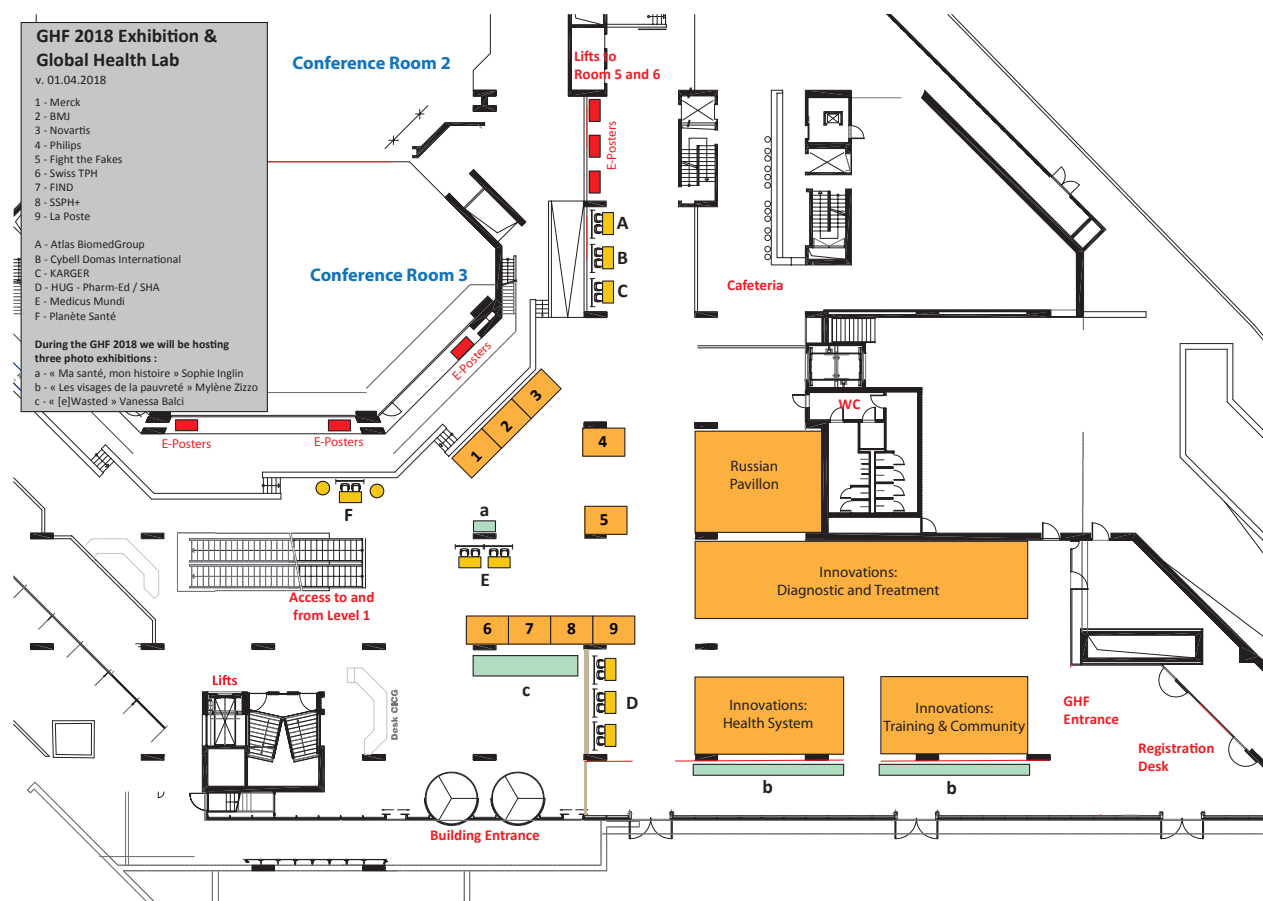 GHF 2018 Exhibition &
Global Health Lab
v. 01.04.2018
1 - Merck
2 - BMJ
3 - Novartis
4 - Philips
5 - Fight the Fakes
6 - Swiss TPH
7 - FIND
8 - SSPH+
9 - La Poste
A - Atlas BiomedGroup
B - Cybell Domas International
C - KARGER
D - HUG - Pharm-Ed / SHA
E - Medicus Mundi
F - Planète Santé
During the GHF 2018 we will be hosting
three photo exhibitions :
a - « Ma santé, mon histoire » Sophie Inglin
b - « Les visages de la pauvreté » Mylène Zizzo
c - « [e]Wasted » Vanessa Balci
Conference Room 2
Lifts to
Room 5 and 6
E-Posters
A
B
C
Conference Room 3
Cafeteria
E-Posters
E-Posters
E-Posters
1
2
3
4
5
WC
Russian
Pavillon
F
a
E
Innovations:
Diagnostic and Treatment
Access to and
from Level 1
6
7
8
9
c
D
Lifts
Desk CICG
Innovations:
Health System
Innovations:
Training & Community
GHF
Entrance
Registration
Desk
b
b
Building Entrance